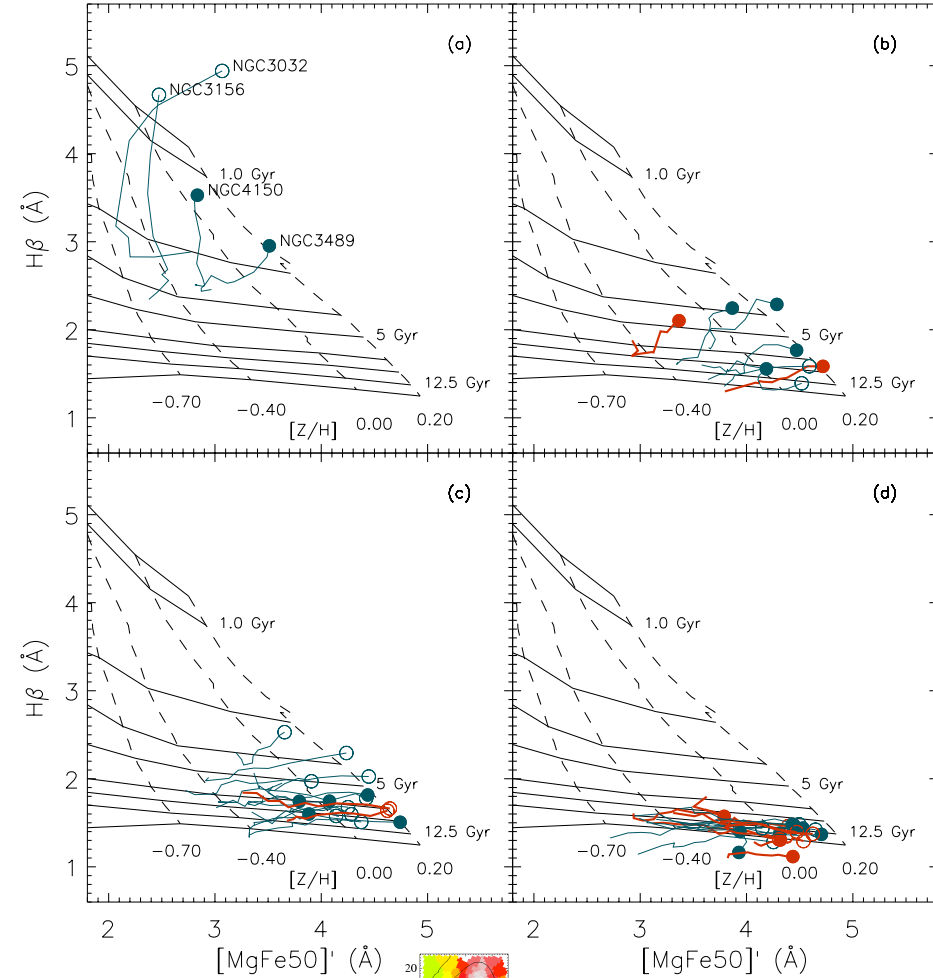 (a)
NGC3032
NGC3156
1.0 Gyr
NGC4150
NGC3489
5 Gyr
12.5 Gyr
−0.70
−0.40
0.00
0.20
[Z/H]
5
4
3
2
1
Hβ (Å)
(b)
1.0 Gyr
5 Gyr
12.5 Gyr
−0.70
−0.40
0.00
0.20
[Z/H]
(c)
1.0 Gyr
5 Gyr
12.5 Gyr
−0.70
−0.40
0.00
0.20
[Z/H]
5
4
3
2
1
Hβ (Å)
2 3 4 5
[MgFe50]' (Å)
(d)
1.0 Gyr
5 Gyr
12.5 Gyr
−0.70
−0.40
0.00
0.20
[Z/H]
2 3 4 5
[MgFe50]' (Å)
20